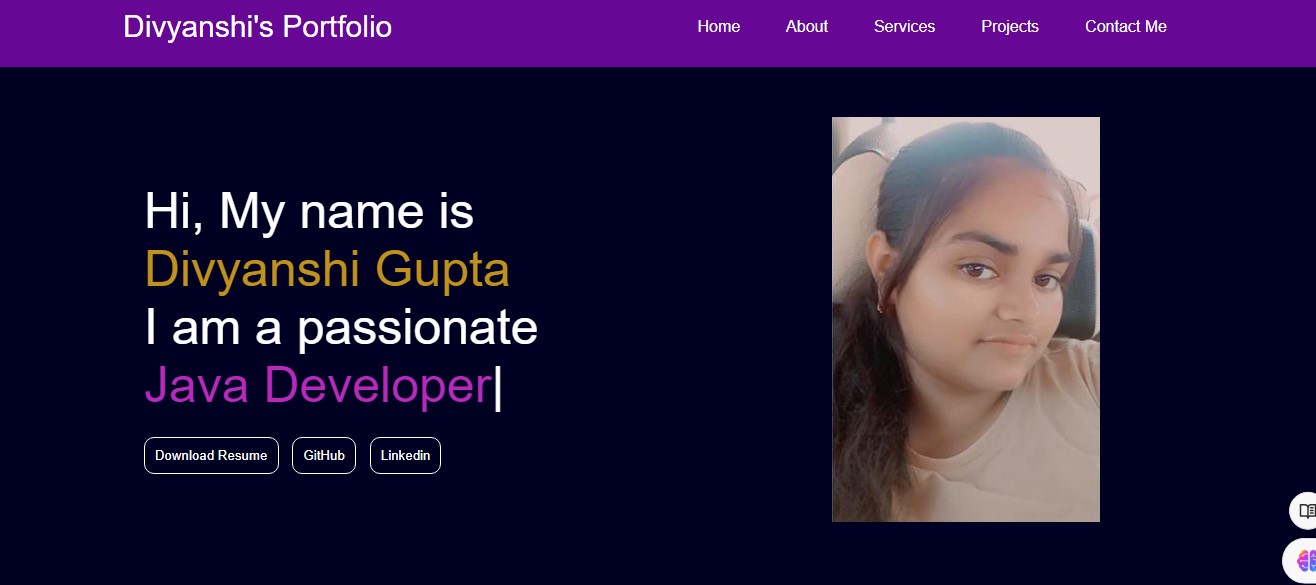 Divyanshi's Portfolio
Home About Services Projects Contact Me
Hi, My name is
Divyanshi Gupta
I am a passionate
Java Developer|
Download Resume GitHub Linkedin